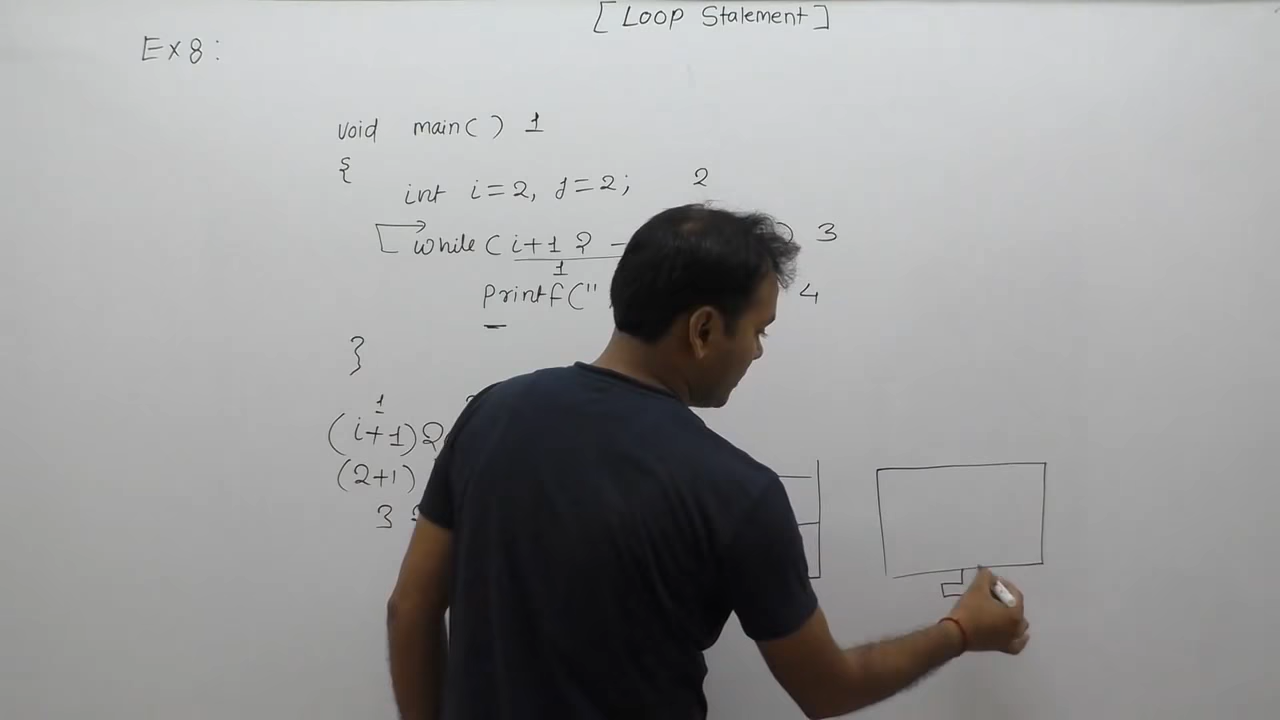 [LOOP Statement]
Ex 8:
void main() 1
{
int i=2, j=2; 2
while(i+1 ? - ) 3
1
printf(" 4
}
1
(i+1)?
(2+1)
3